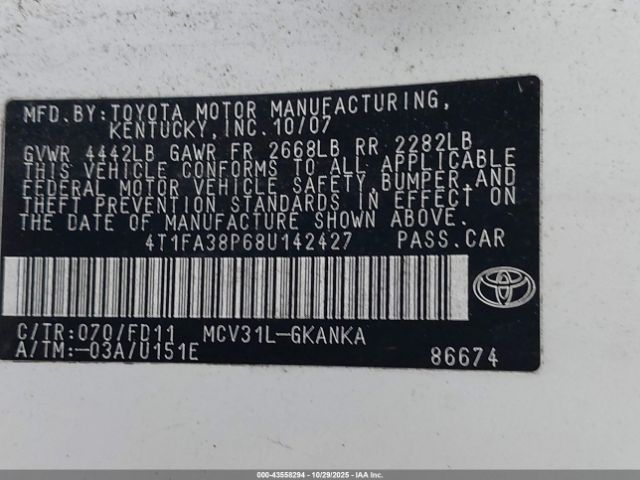 MFD.BY:TOYOTA MOTOR MANUFACTURING,
KENTUCKY, INC. 10/07
GVWR 4442LB GAWR FR 2668LB RR 2282LB
THIS VEHICLE CONFORMS TO ALL APPLICABLE
FEDERAL MOTOR VEHICLE SAFETY,BUMPER,AND
THEFT PREVENTION STANDARDS IN EFFECT ON
THE DATE OF MANUFACTURE SHOWN ABOVE.
4T1FA38P68U142427 PASS.CAR
C/TR:070/FD11 MCV31L-GKANKA
A/TM:-03A/U151E 86674
000-43558294 | 10/29/2025 - IAAI, Inc.